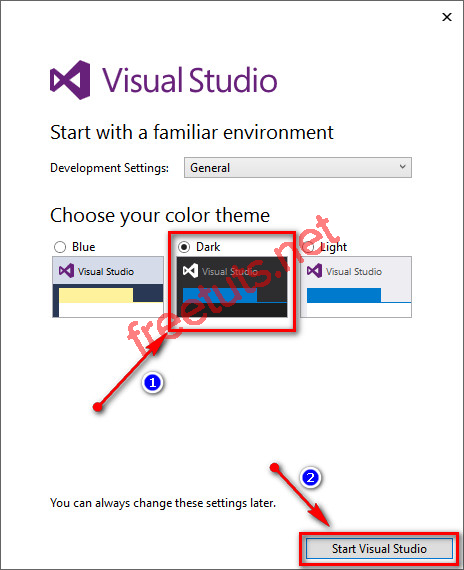 Visual Studio
Start with a familiar environment
Development Settings: General
Choose your color theme
Blue Dark Light
Visual Studio Visual Studio Visual Studio
freetuts.net
1
2
You can always change these settings later.
Start Visual Studio